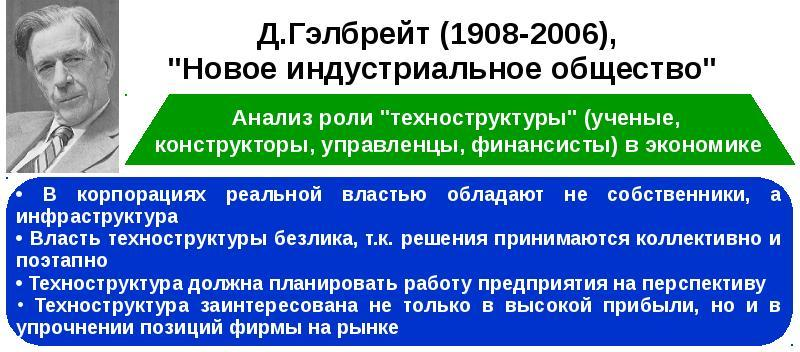 Д.Гэлбрейт (1908-2006),
"Новое индустриальное общество"
Анализ роли "техноструктуры" (ученые,
конструкторы, управленцы, финансисты) в экономике
• В корпорациях реальной властью обладают не собственники, а
инфраструктура
• Власть техноструктуры безлика, т.к. решения принимаются коллективно и
поэтапно
• Техноструктура должна планировать работу предприятия на перспективу
• Техноструктура заинтересована не только в высокой прибыли, но и в
упрочнении позиций фирмы на рынке